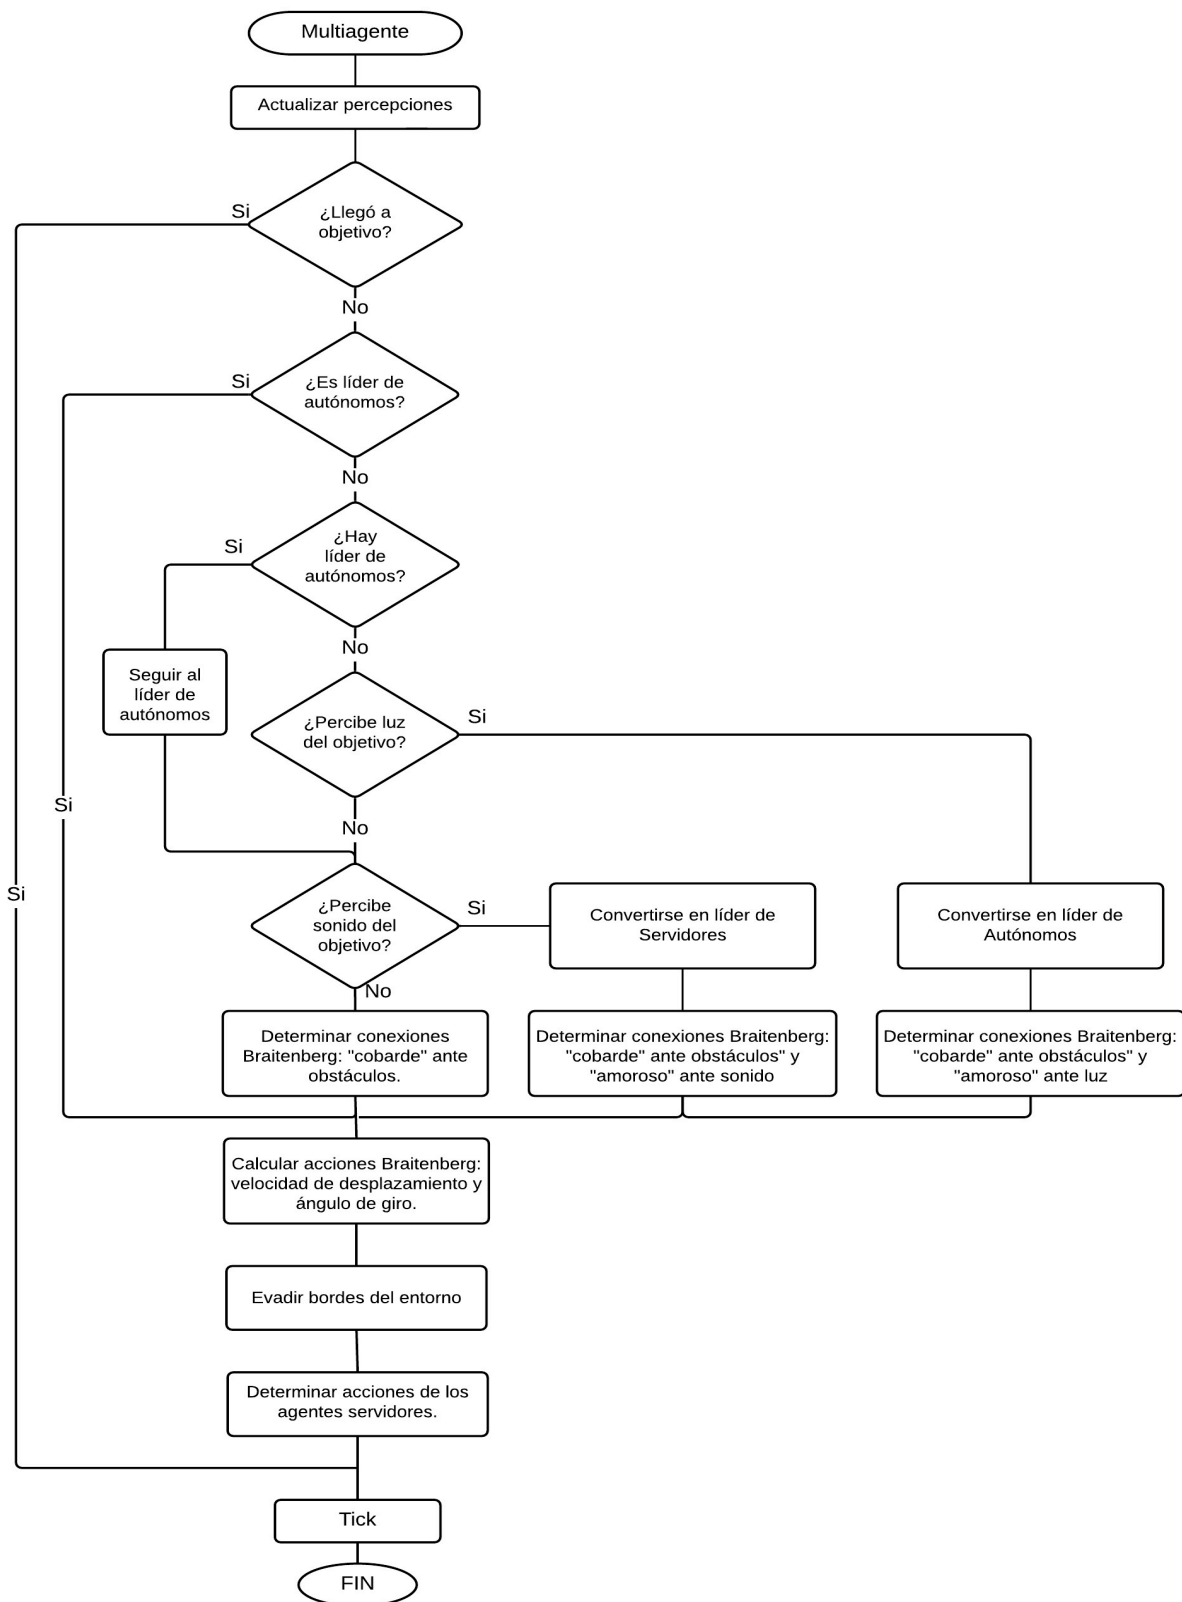 Multiagente
Actualizar percepciones
Si
¿Llegó a
objetivo?
No
Si
¿Es líder de
autónomos?
No
Si
¿Hay
líder de
autónomos?
No
Seguir al
líder de
autónomos
¿Percibe luz
del objetivo?
Si
Si
No
Si
¿Percibe
sonido del
objetivo?
Si
No
Convertirse en líder de
Servidores
Convertirse en líder de
Autónomos
Determinar conexiones
Braitenberg: "cobarde" ante
obstáculos.
Determinar conexiones Braitenberg:
"cobarde" ante obstáculos" y
"amoroso" ante sonido
Determinar conexiones Braitenberg:
"cobarde" ante obstáculos" y
"amoroso" ante luz
Calcular acciones Braitenberg:
velocidad de desplazamiento y
ángulo de giro.
Evadir bordes del entorno
Determinar acciones de los
agentes servidores.
Tick
FIN